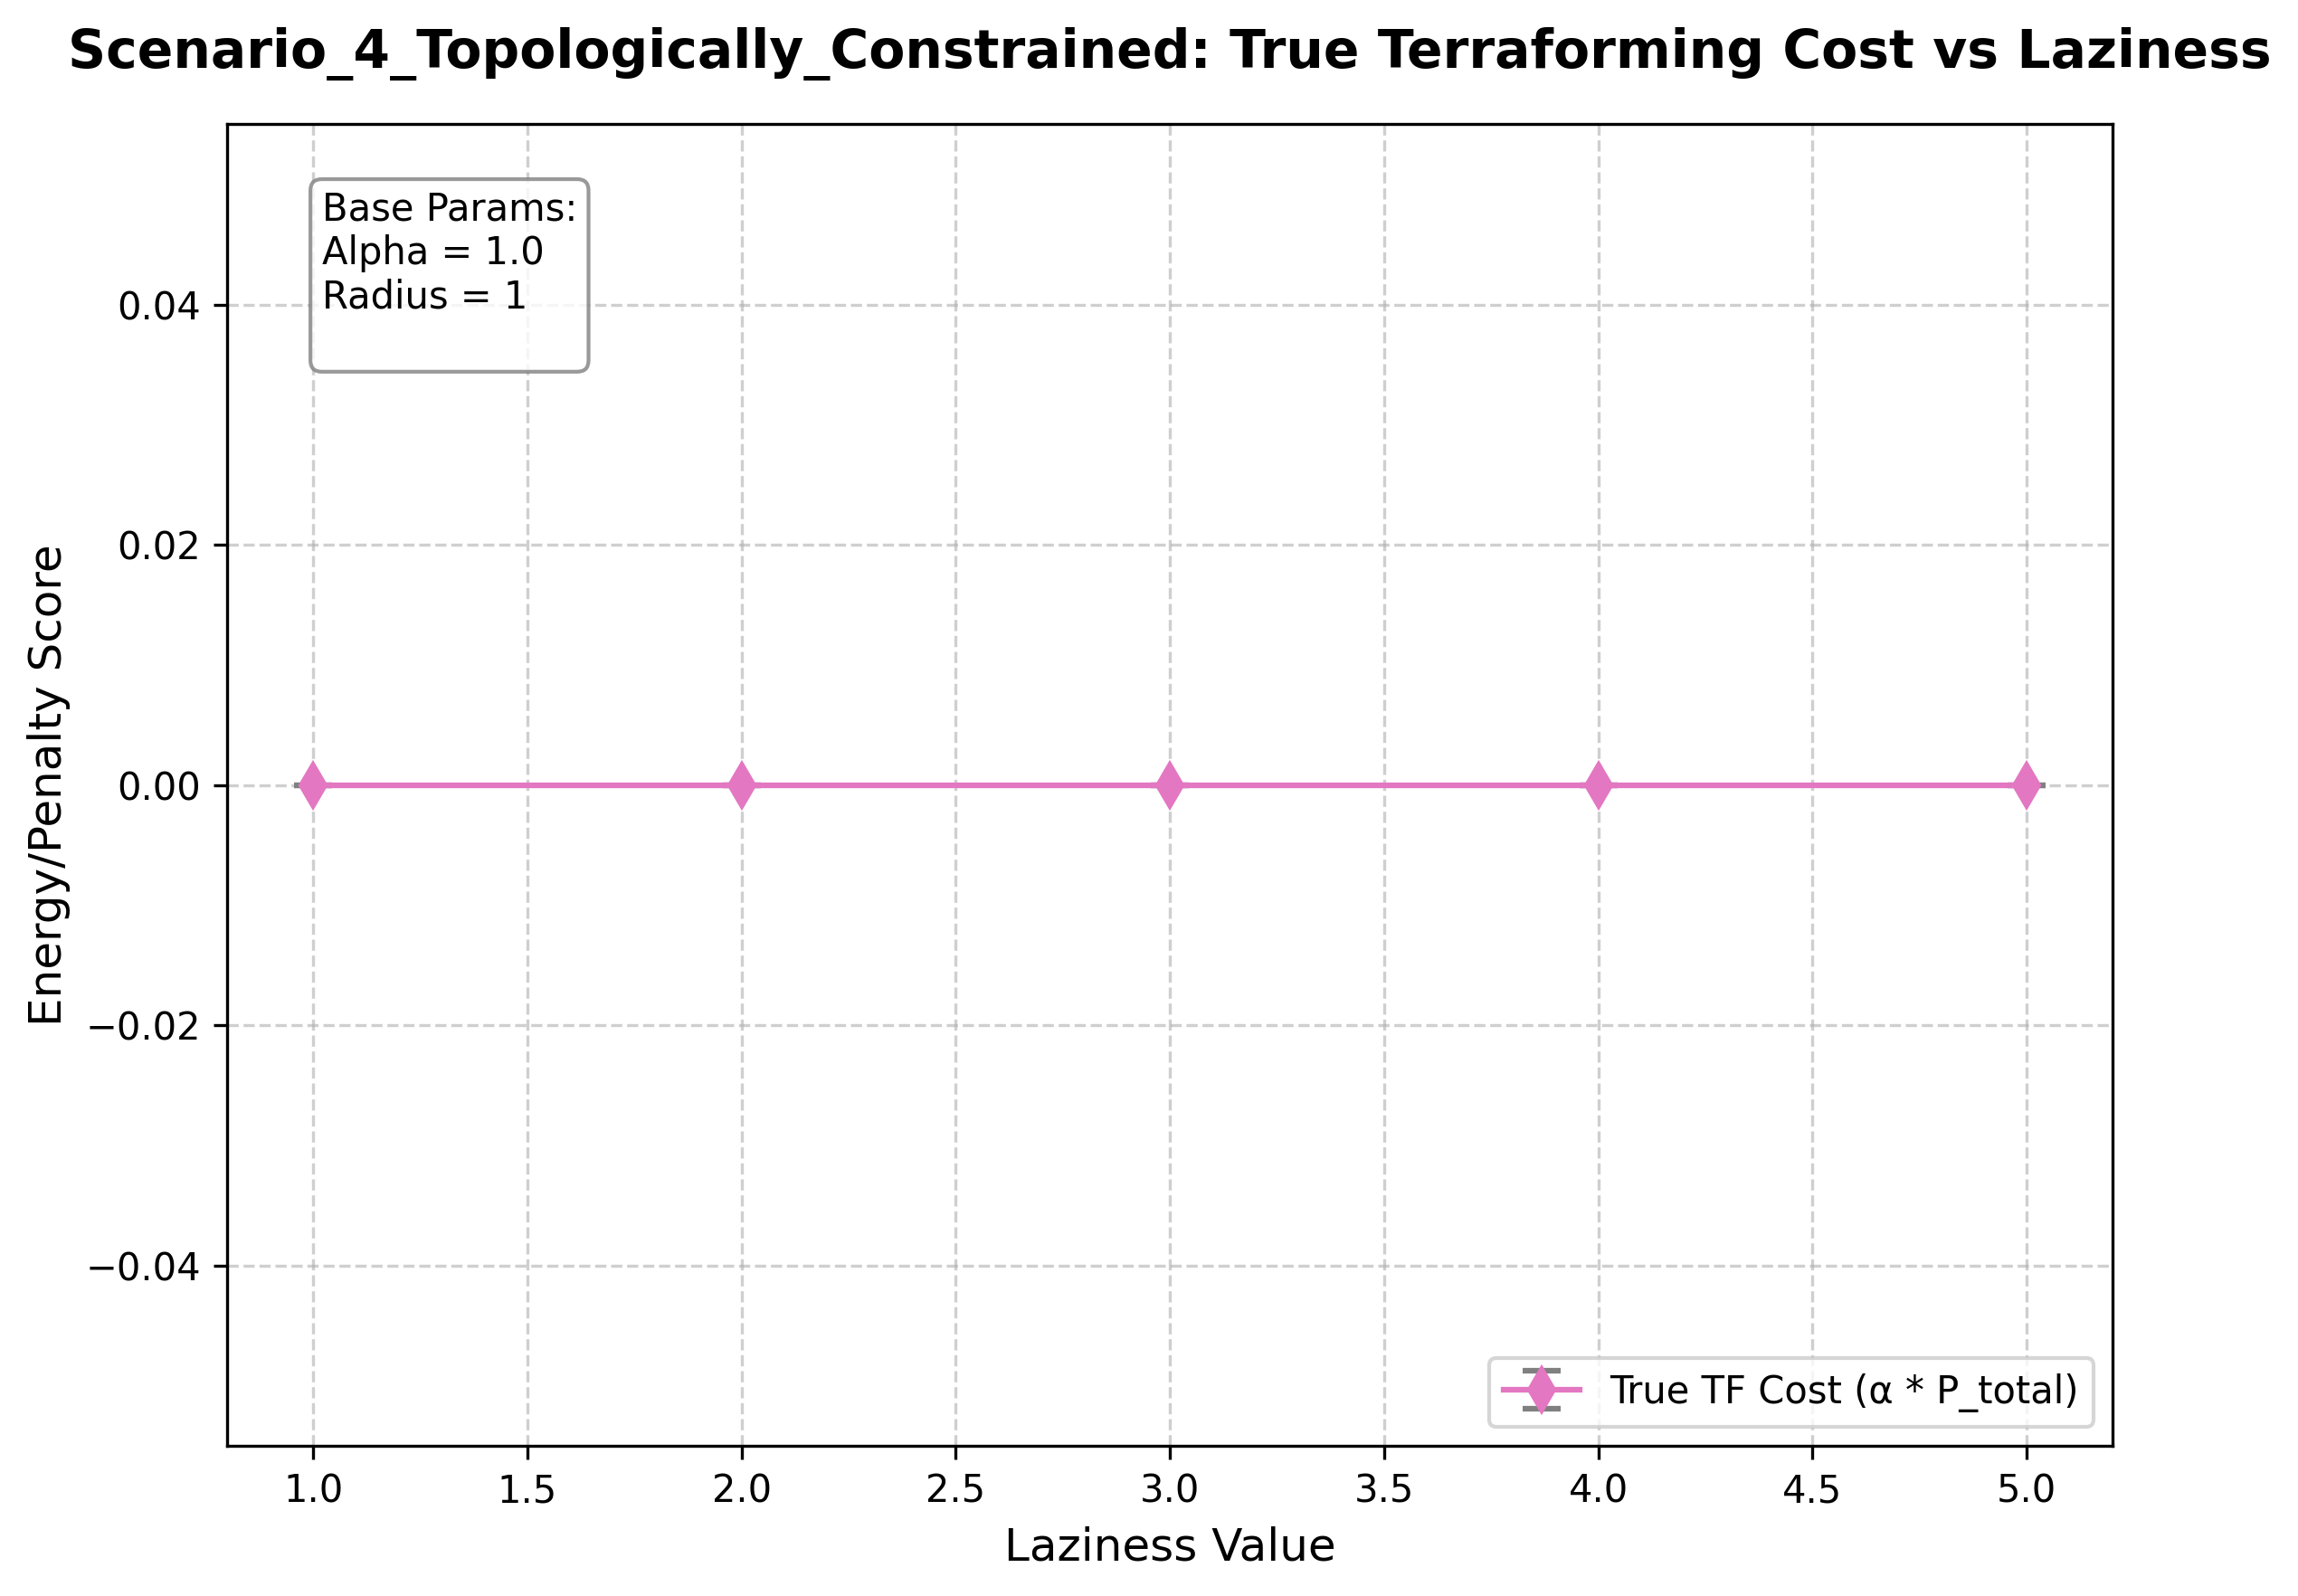 Scenario_4_Topologically_Constrained: True Terraforming Cost vs Laziness
Base Params:
Alpha = 1.0
Radius = 1
Energy/Penalty Score
0.04
0.02
0.00
−0.02
−0.04
True TF Cost (α * P_total)
1.0 1.5 2.0 2.5 3.0 3.5 4.0 4.5 5.0
Laziness Value